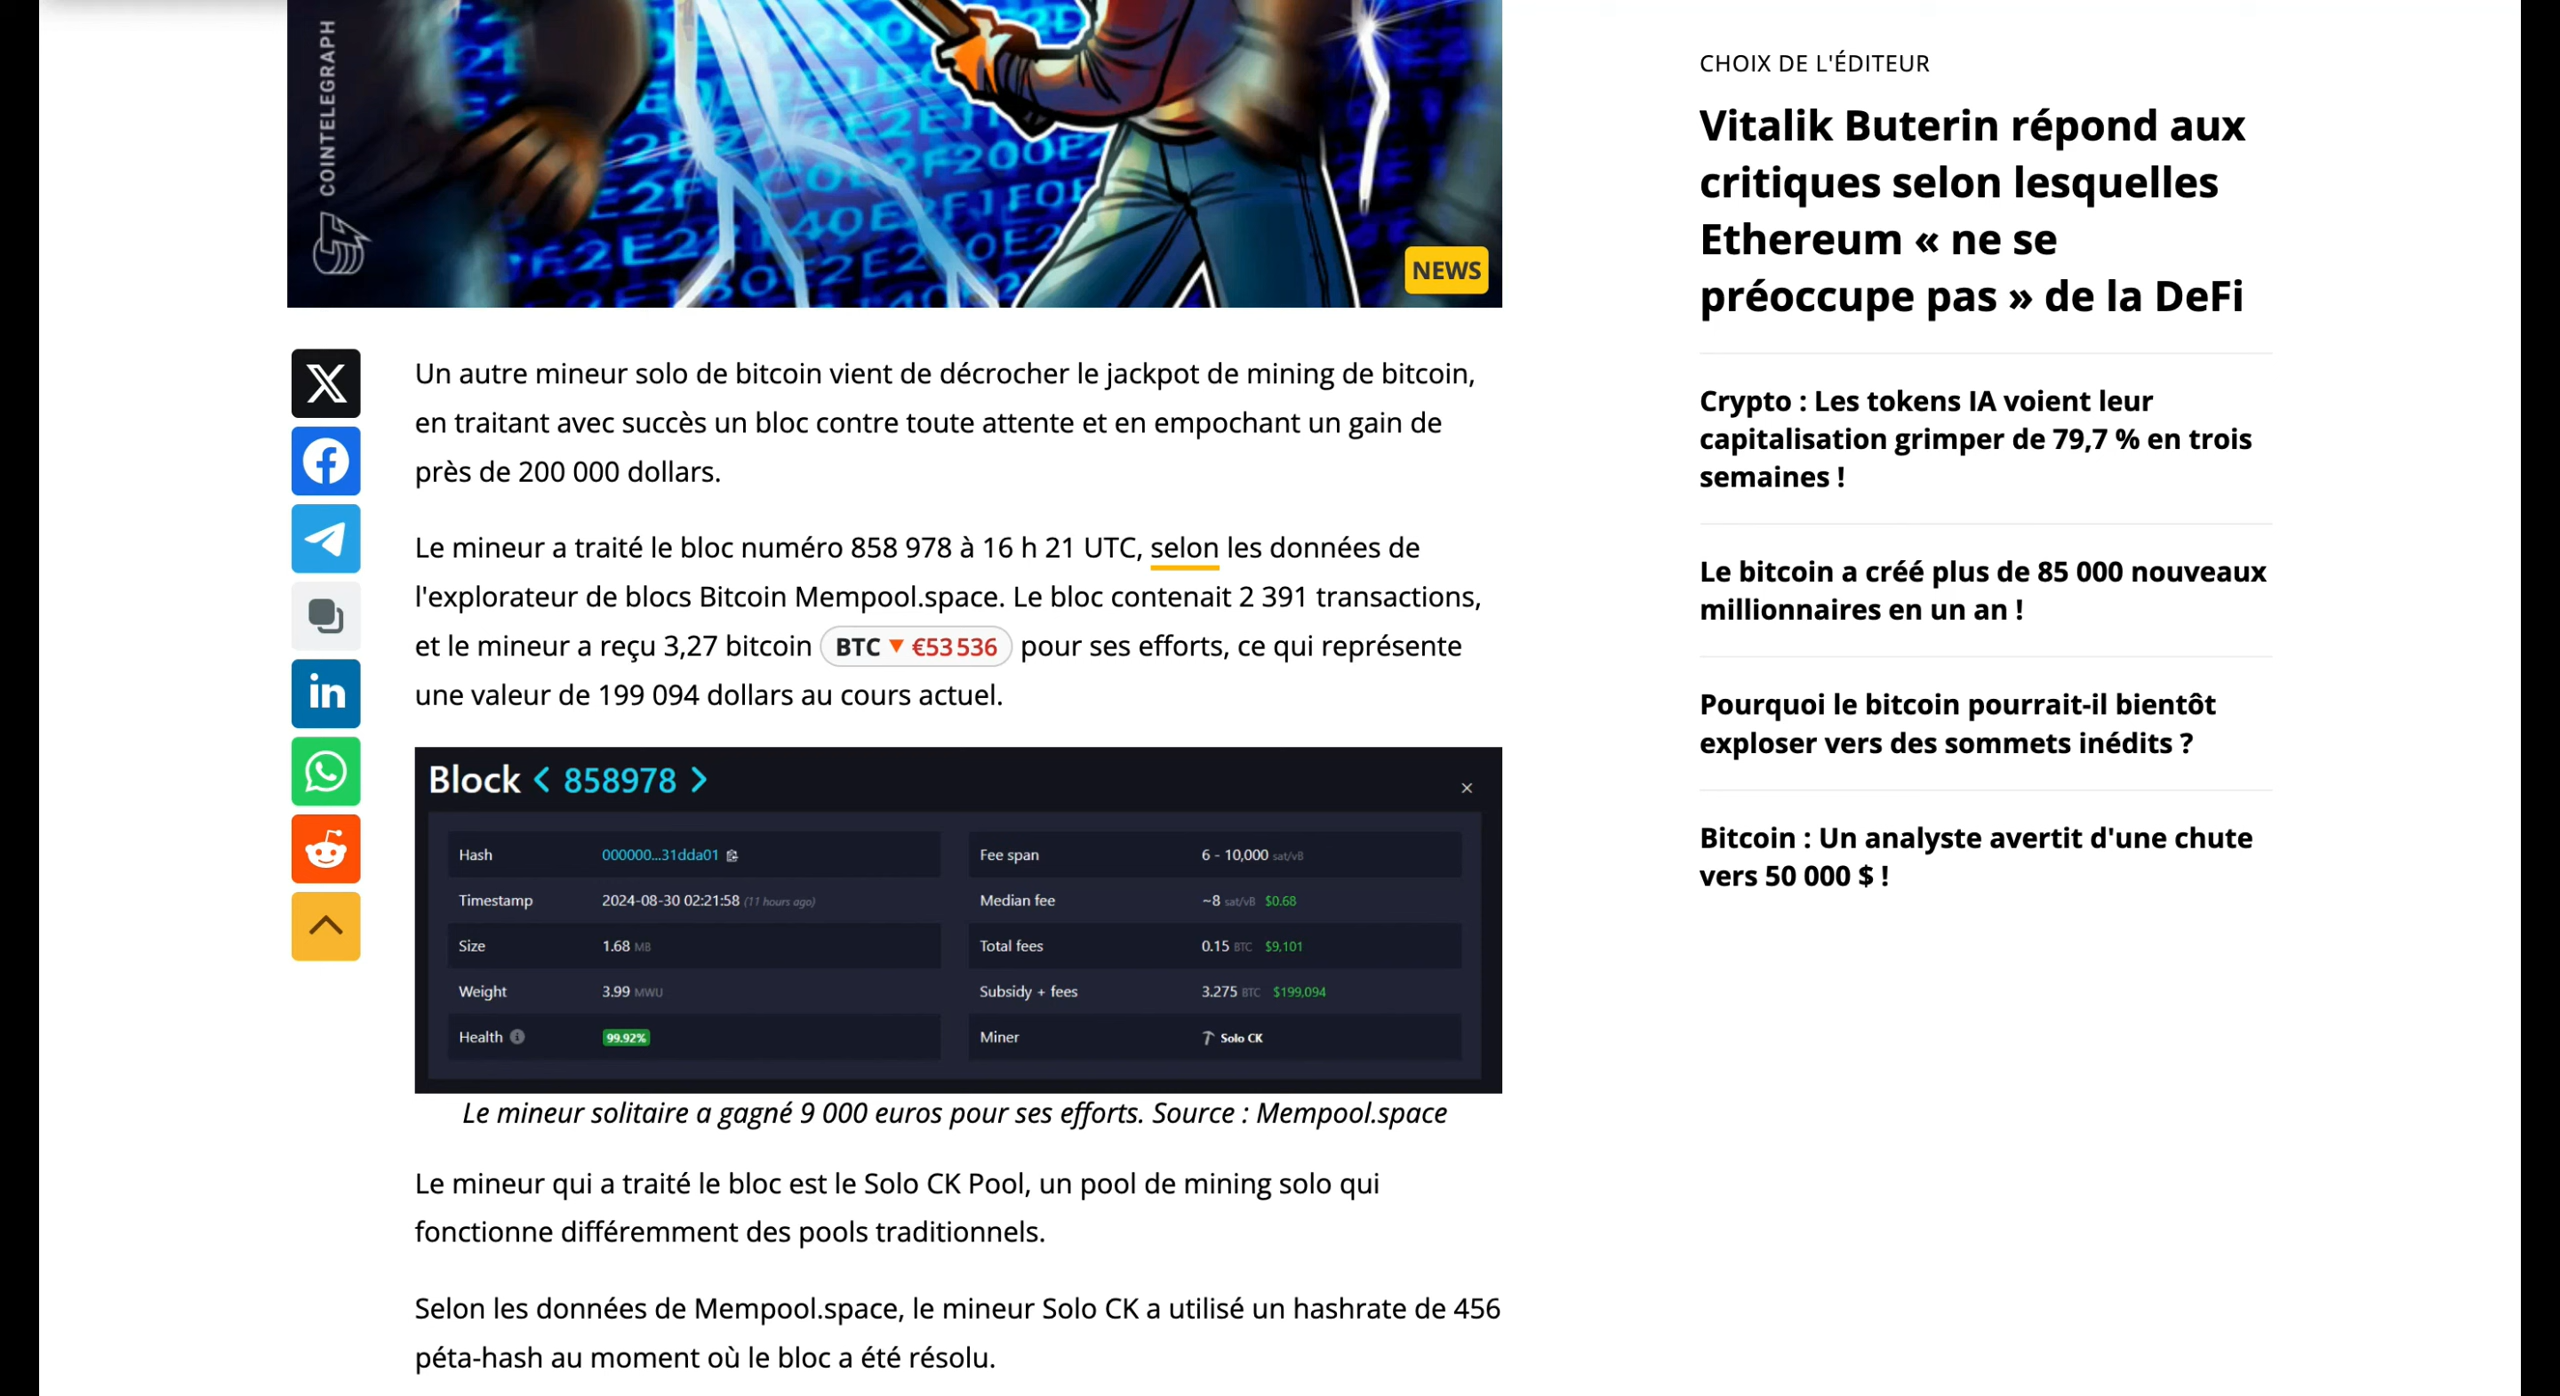 COINTELEGRAPH
NEWS
Un autre mineur solo de bitcoin vient de décrocher le jackpot de mining de bitcoin,
en traitant avec succès un bloc contre toute attente et en empochant un gain de
près de 200 000 dollars.
Le mineur a traité le bloc numéro 858 978 à 16 h 21 UTC, selon les données de
l'explorateur de blocs Bitcoin Mempool.space. Le bloc contenait 2 391 transactions,
et le mineur a reçu 3,27 bitcoin BTC ▼ €53 536 pour ses efforts, ce qui représente
une valeur de 199 094 dollars au cours actuel.
Block < 858978 >
×
Hash 000000...31dda01
Timestamp 2024-08-30 02:21:58 (11 hours ago)
Size 1.68 MB
Weight 3.99 MWU
Health 99.92%
Fee span 6 - 10,000 sat/vB
Median fee ~8 sat/vB $0.68
Total fees 0.15 BTC $9,101
Subsidy + fees 3.275 BTC $199,094
Miner Solo CK
Le mineur solitaire a gagné 9 000 euros pour ses efforts. Source : Mempool.space
Le mineur qui a traité le bloc est le Solo CK Pool, un pool de mining solo qui
fonctionne différemment des pools traditionnels.
Selon les données de Mempool.space, le mineur Solo CK a utilisé un hashrate de 456
péta-hash au moment où le bloc a été résolu.
CHOIX DE L'ÉDITEUR
Vitalik Buterin répond aux
critiques selon lesquelles
Ethereum « ne se
préoccupe pas » de la DeFi
Crypto : Les tokens IA voient leur
capitalisation grimper de 79,7 % en trois
semaines !
Le bitcoin a créé plus de 85 000 nouveaux
millionnaires en un an !
Pourquoi le bitcoin pourrait-il bientôt
exploser vers des sommets inédits ?
Bitcoin : Un analyste avertit d'une chute
vers 50 000 $ !